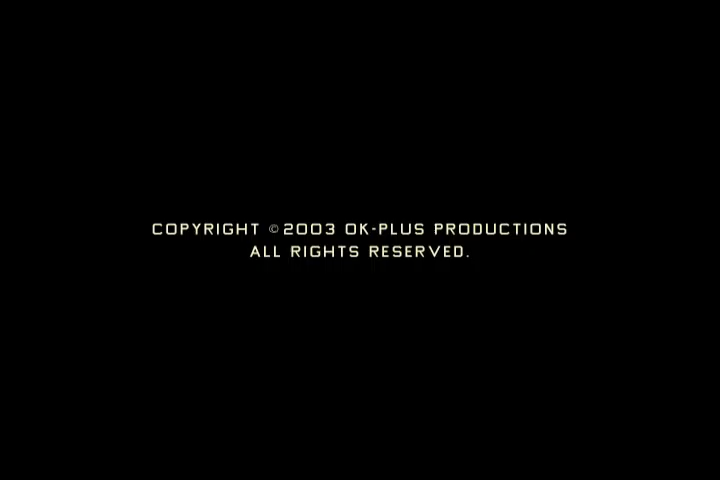 COPYRIGHT ©2003 OK-PLUS PRODUCTIONS
ALL RIGHTS RESERVED.